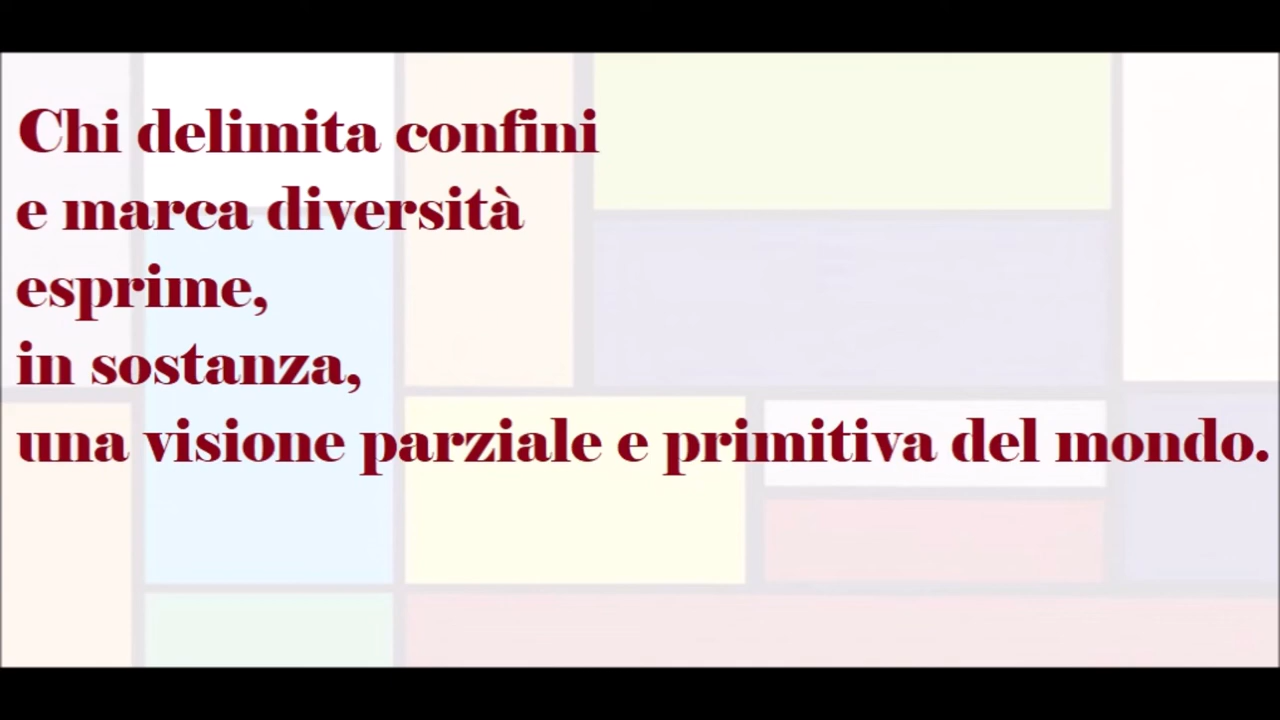 Chi delimita confini
e marca diversità
esprime,
in sostanza,
una visione parziale e primitiva del mondo.